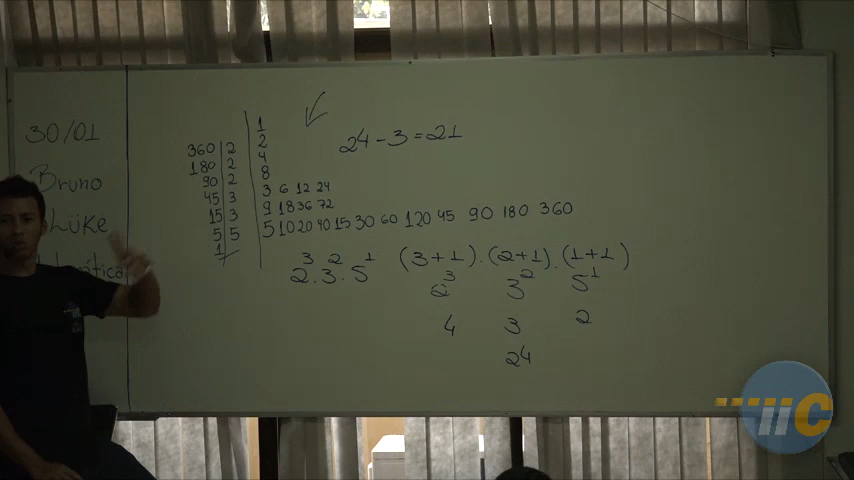 30/01
Bruno
Lüke
360 2
180 2
90 2
45 3
15 3
5 5
1
1
2
4
8
3 6 12 24
9 18 36 72
5 10 20 40 15 30 60 120 45 90 180 360
24 - 3 = 21
2³ . 3² . 5¹ (3+1) . (2+1) . (1+1)
2³ 3² 5¹
4 3 2
24
iiC